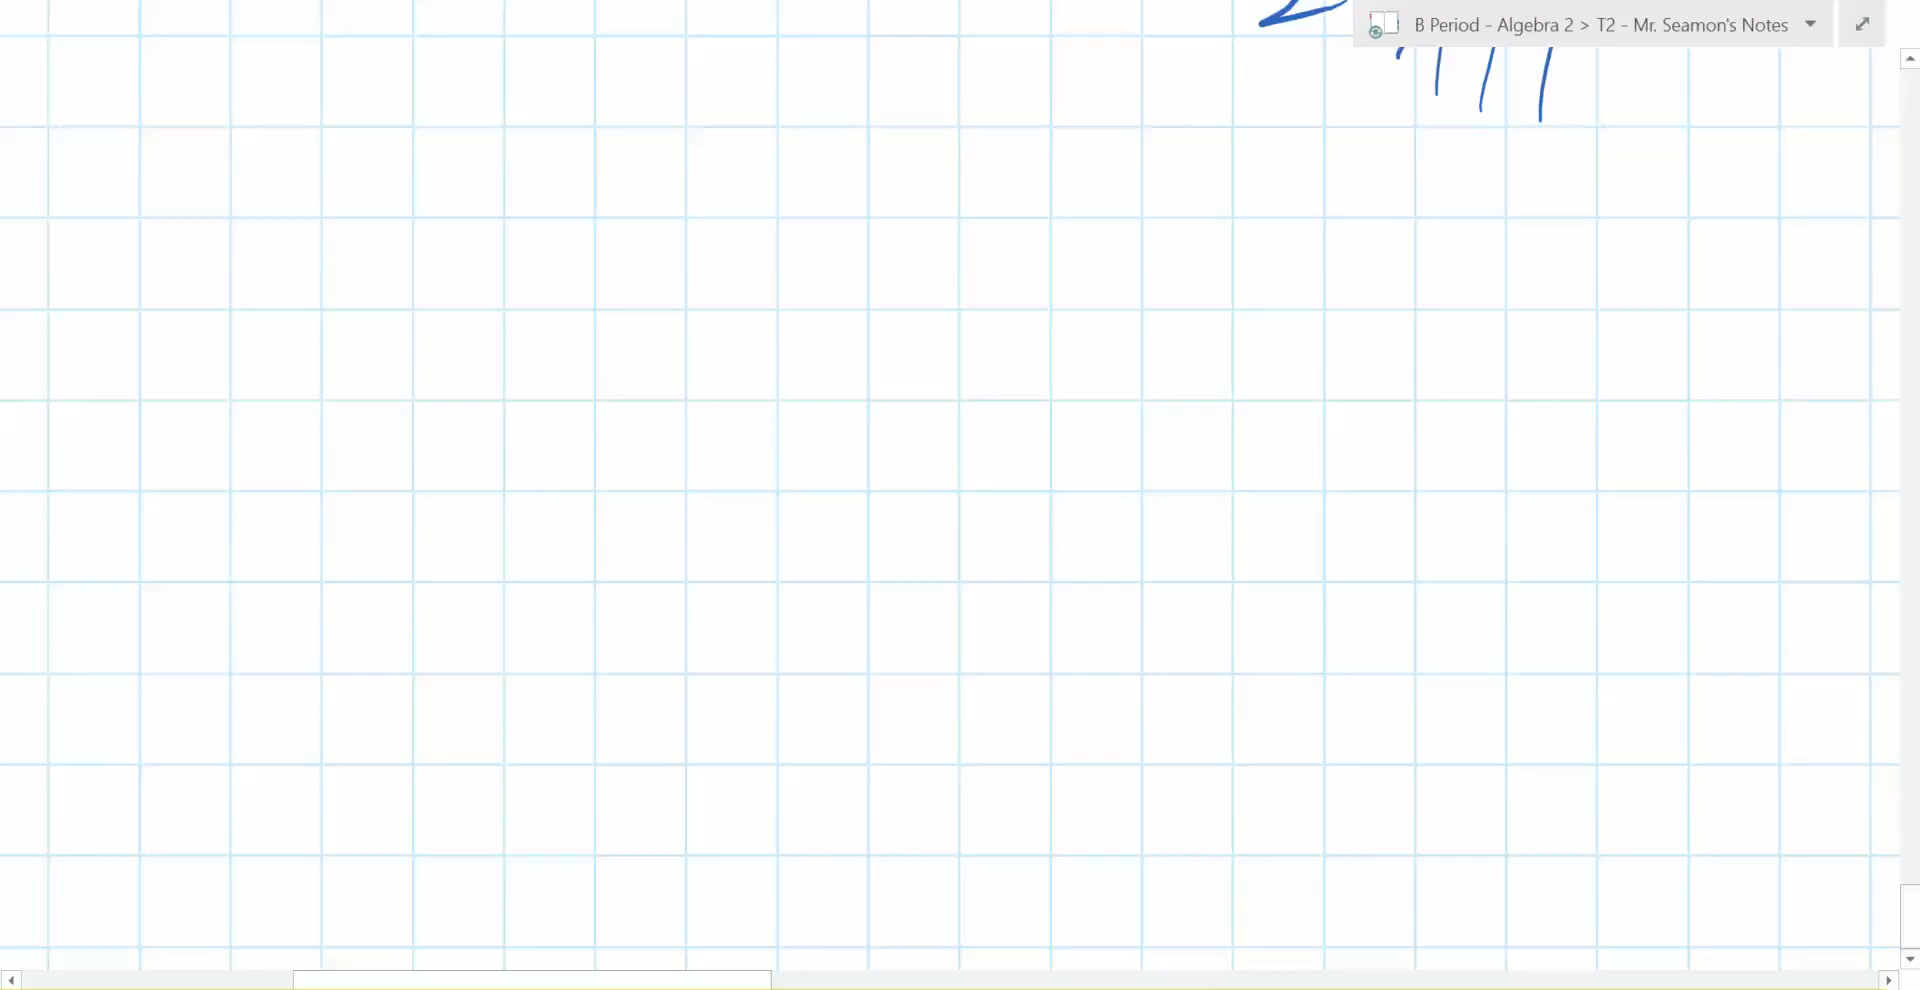 B Period - Algebra 2 > T2 - Mr. Seamon's Notes